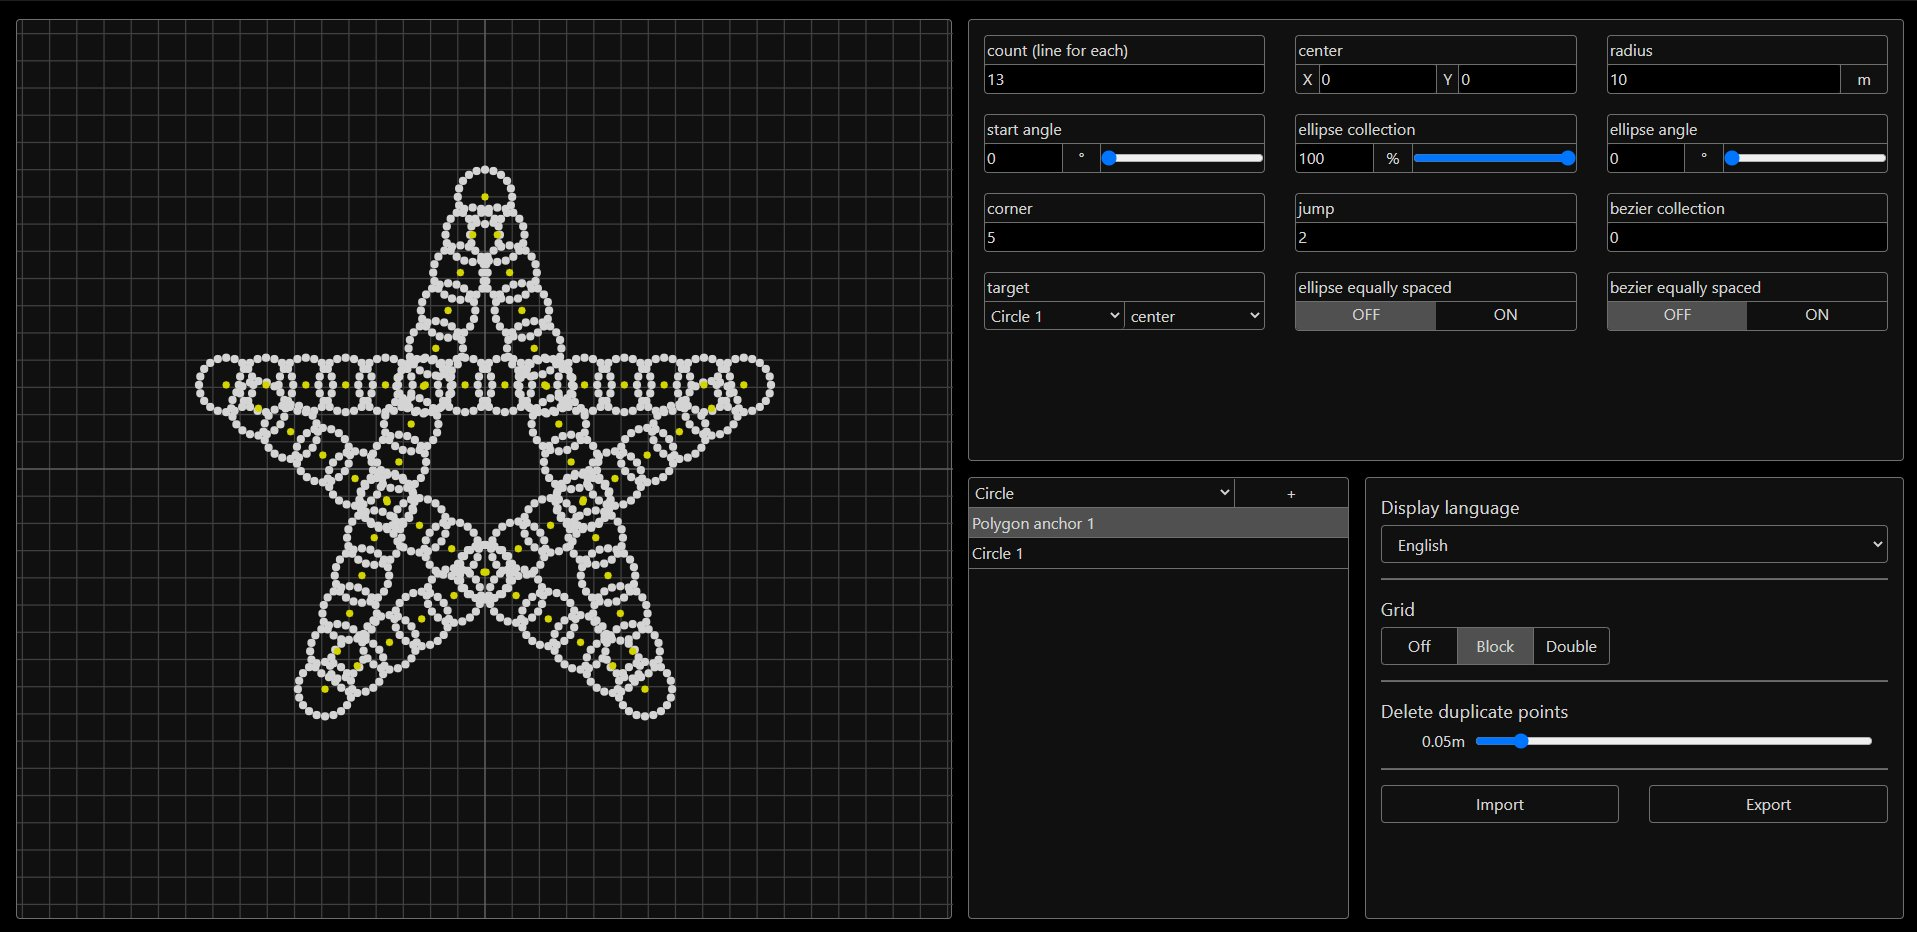 count (line for each)
13
center
X 0 Y 0
radius
10 m
start angle
0 °
ellipse collection
100 %
ellipse angle
0 °
corner
5
jump
2
bezier collection
0
target
Circle 1 center
ellipse equally spaced
OFF ON
bezier equally spaced
OFF ON
Circle +
Polygon anchor 1
Circle 1
Display language
English
Grid
Off Block Double
Delete duplicate points
0.05m
Import Export